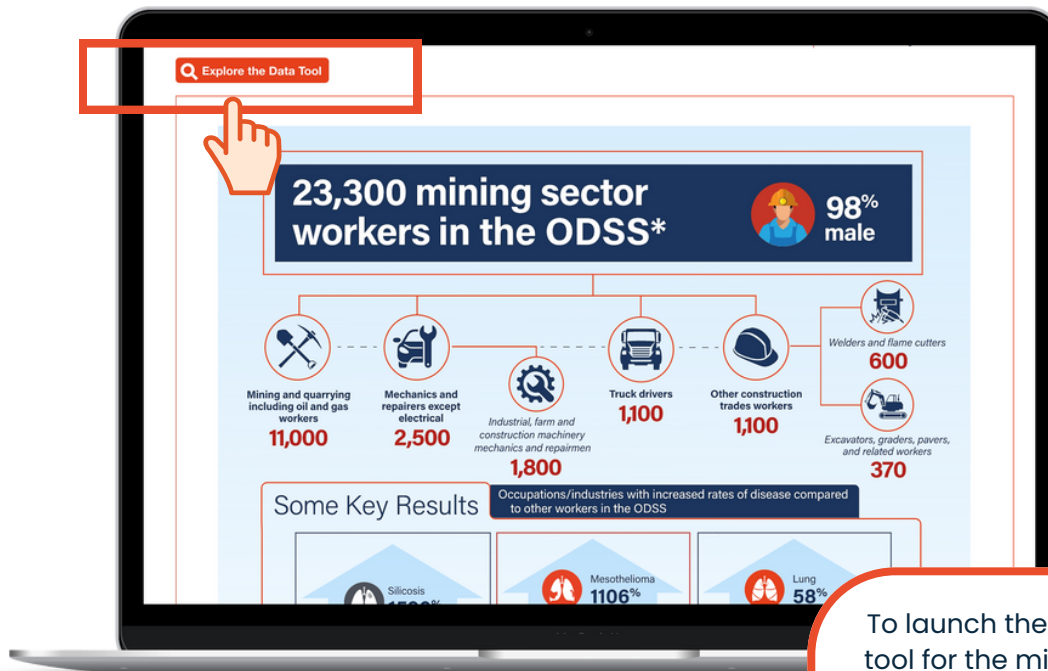 Explore the Data Tool
23,300 mining sector
workers in the ODSS*
98%
male
Mining and quarrying
including oil and gas
workers
11,000
Mechanics and
repairers except
electrical
2,500
Industrial, farm and
construction machinery
mechanics and repairmen
1,800
Truck drivers
1,100
Other construction
trades workers
1,100
Welders and flame cutters
600
Excavators, graders, pavers,
and related workers
370
Some Key Results
Occupations/industries with increased rates of disease compared
to other workers in the ODSS
Silicosis
Mesothelioma
1106%
Lung
58%
To launch the
tool for the mi